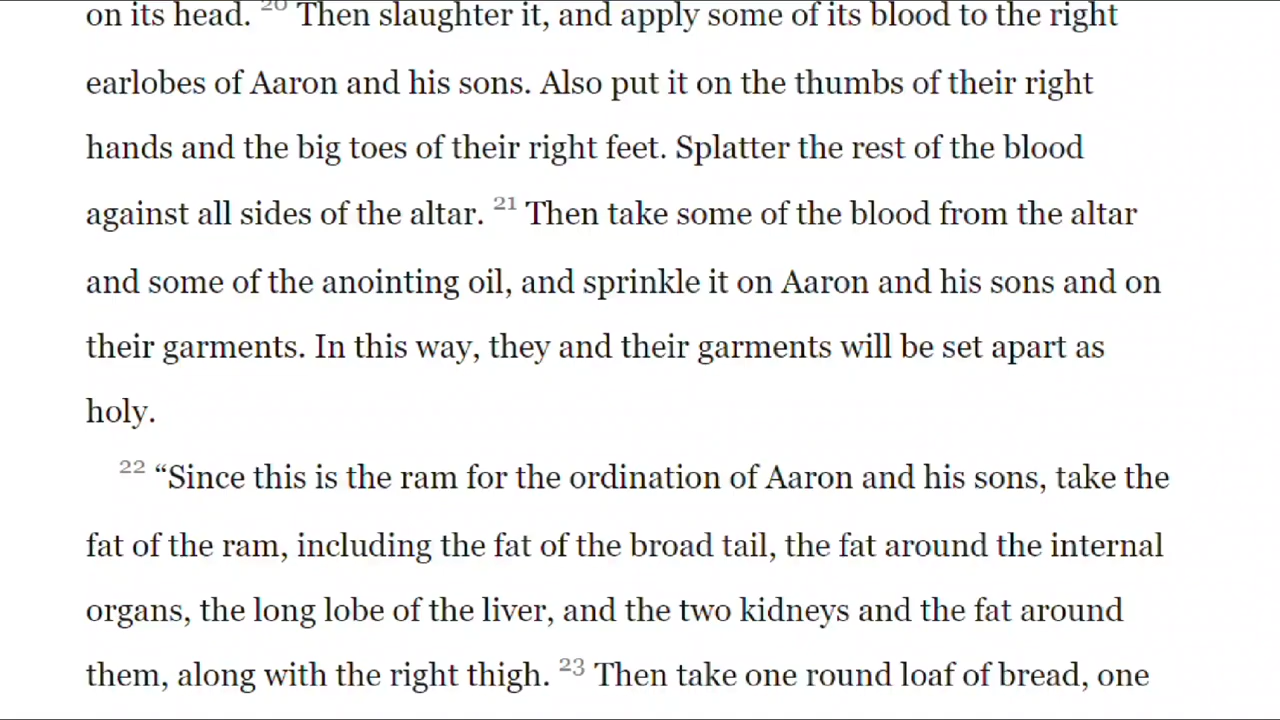 on its head. 20 Then slaughter it, and apply some of its blood to the right
earlobes of Aaron and his sons. Also put it on the thumbs of their right
hands and the big toes of their right feet. Splatter the rest of the blood
against all sides of the altar. 21 Then take some of the blood from the altar
and some of the anointing oil, and sprinkle it on Aaron and his sons and on
their garments. In this way, they and their garments will be set apart as
holy.
22 “Since this is the ram for the ordination of Aaron and his sons, take the
fat of the ram, including the fat of the broad tail, the fat around the internal
organs, the long lobe of the liver, and the two kidneys and the fat around
them, along with the right thigh. 23 Then take one round loaf of bread, one